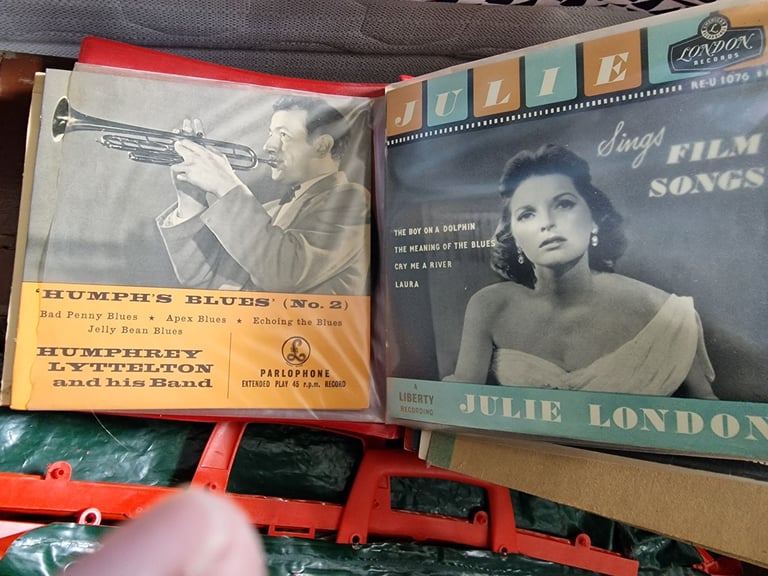 'HUMPH'S BLUES' (No. 2)
Bad Penny Blues ★ Apex Blues ★ Echoing the Blues
Jelly Bean Blues
HUMPHREY
LYTTELTON
and his Band
PARLOPHONE
EXTENDED PLAY 45 r.p.m. RECORD
JULIE
LONDON
RECORDS
RE-U 1076
Sings FILM
SONGS
THE BOY ON A DOLPHIN
THE MEANING OF THE BLUES
CRY ME A RIVER
LAURA
A
LIBERTY
RECORDING
JULIE LONDON